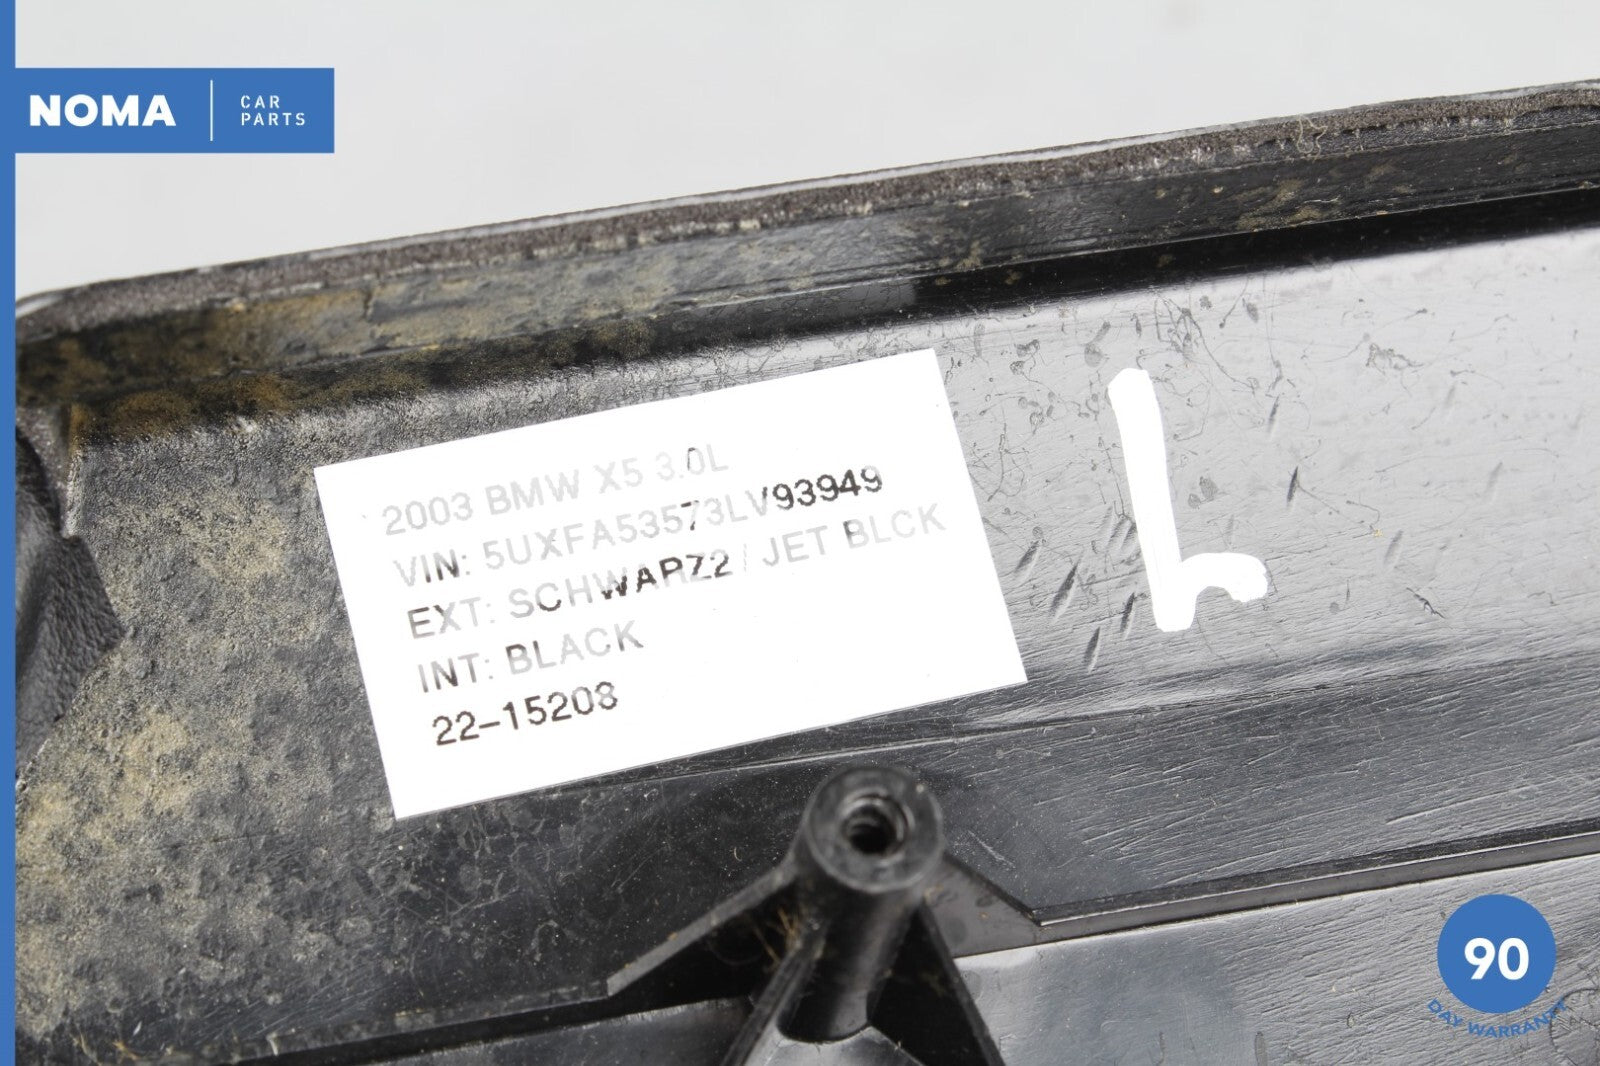 NOMA
CAR
PARTS
2003 BMW X5 3.0L
VIN: 5UXFA53573LV93949
EXT: SCHWARZ2 / JET BLCK
INT: BLACK
22-15208
90
DAY WARRANTY